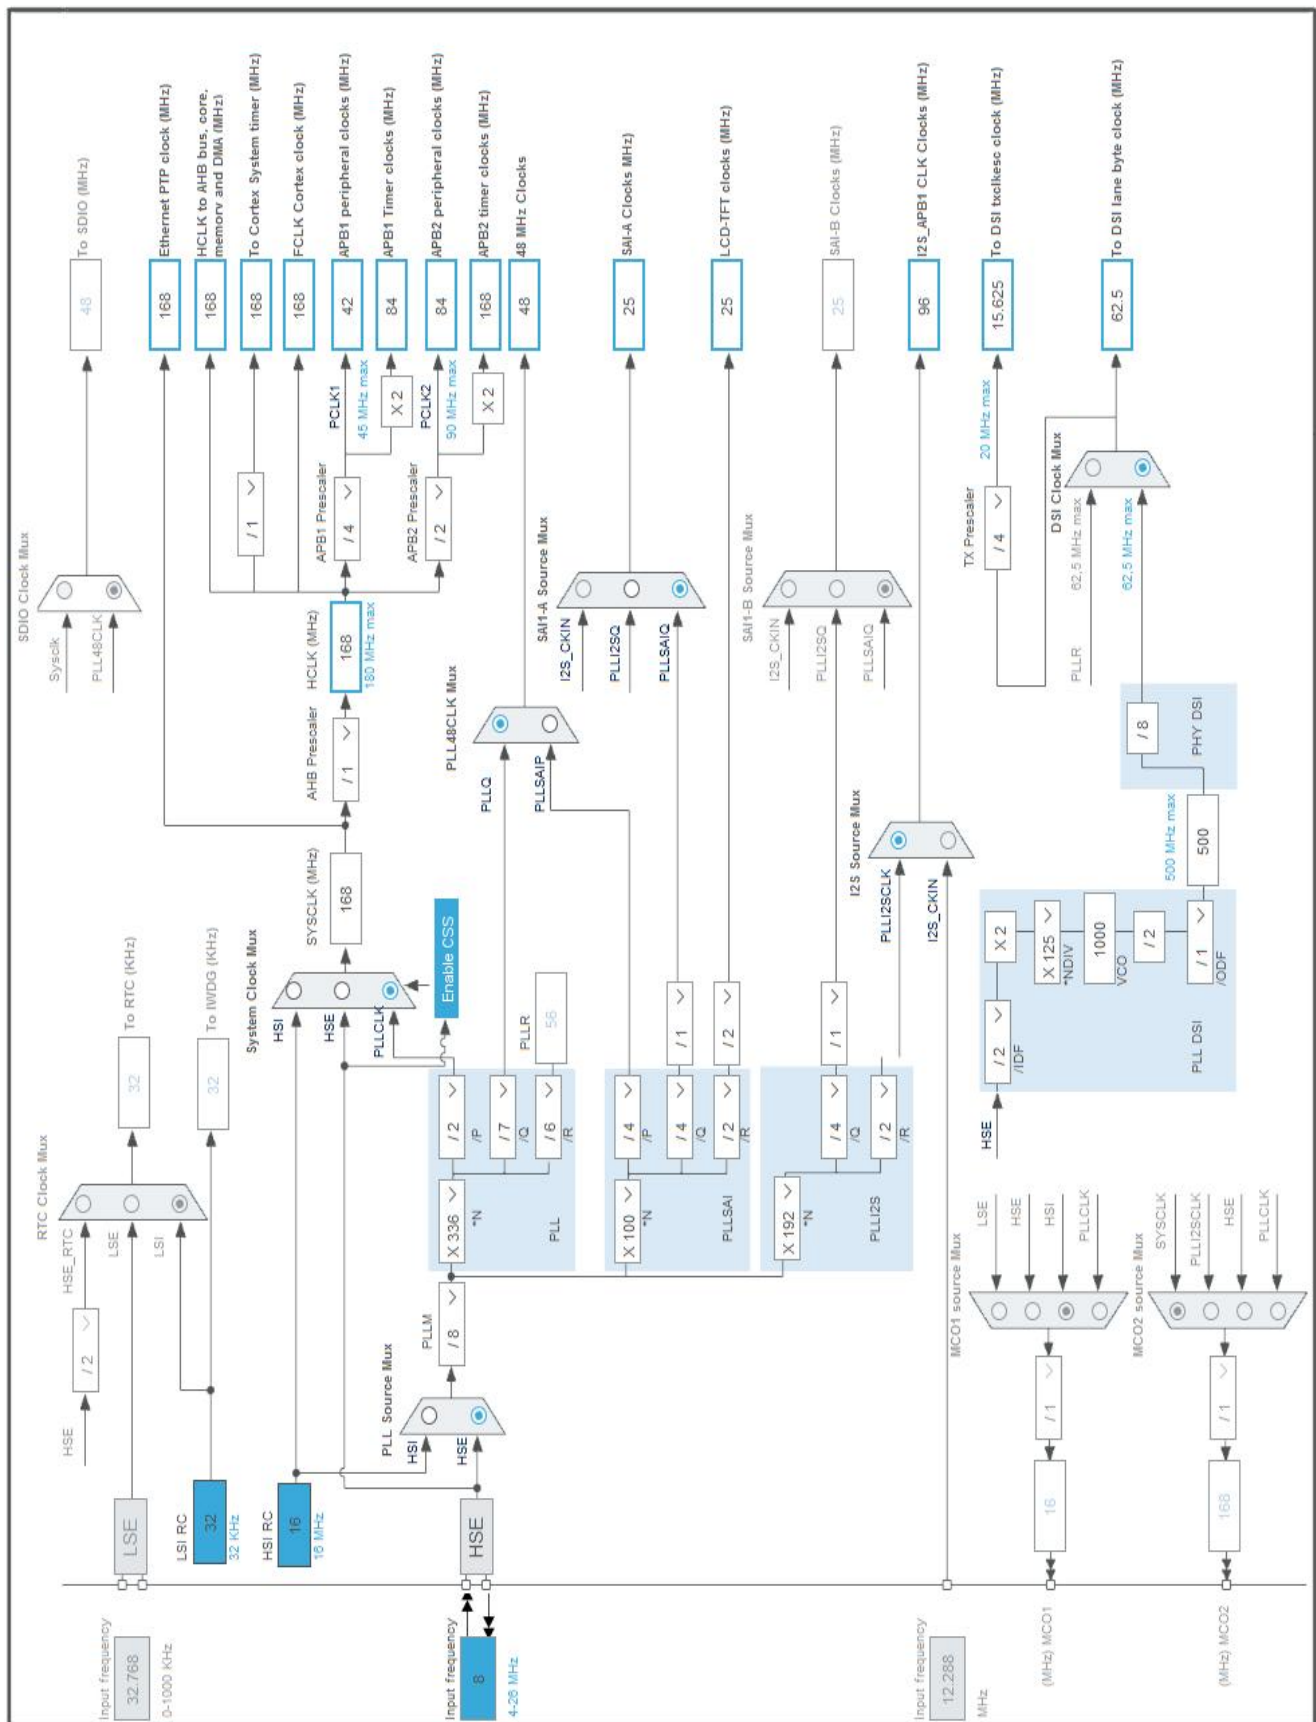 Input frequency
32.768
0-1000 KHz
LSE
LSI RC
32
32 KHz
HSI RC
16
16 MHz
HSE
/ 2
HSE_RTC
LSE
LSI
RTC Clock Mux
32
To RTC (KHz)
32
To IWDG (KHz)
Input frequency
8
4-26 MHz
HSE
PLL Source Mux
HSI
HSE
PLLM
/ 8
X 336
*N
/ 2
/P
/ 7
/Q
/ 6
/R
PLL
PLLR
56
X 100
*N
/ 4
/P
/ 4
/Q
/ 2
/R
PLLSAI
/ 1
/ 2
X 192
*N
/ 4
/Q
/ 2
/R
PLLI2S
/ 1
System Clock Mux
HSI
HSE
PLLCLK
Enable CSS
SYSCLK (MHz)
168
AHB Prescaler
/ 1
HCLK (MHz)
168
180 MHz max
SDIO Clock Mux
Sysclk
PLL48CLK
48
To SDIO (MHz)
168
Ethernet PTP clock (MHz)
168
HCLK to AHB bus, core,
memory and DMA (MHz)
/ 1
168
To Cortex System timer (MHz)
168
FCLK Cortex clock (MHz)
APB1 Prescaler
/ 4
PCLK1
45 MHz max
42
APB1 peripheral clocks (MHz)
X 2
84
APB1 Timer clocks (MHz)
APB2 Prescaler
/ 2
PCLK2
90 MHz max
84
APB2 peripheral clocks (MHz)
X 2
168
APB2 timer clocks (MHz)
PLL48CLK Mux
PLLQ
PLLSAIP
48
48 MHz Clocks
SAI1-A Source Mux
I2S_CKIN
PLLI2SQ
PLLSAIQ
25
SAI-A Clocks MHz)
25
LCD-TFT clocks (MHz)
SAI1-B Source Mux
I2S_CKIN
PLLI2SQ
PLLSAIQ
25
SAI-B Clocks (MHz)
I2S Source Mux
PLLI2SCLK
I2S_CKIN
96
I2S_APB1 CLK Clocks (MHz)
Input frequency
12.288
MHz
HSE
/ 2
/IDF
X 2
X 125
*NDIV
1000
VCO
/ 2
/ 1
/ODF
PLL DSI
500 MHz max
500
/ 8
PHY DSI
TX Prescaler
/ 4
20 MHz max
15.625
To DSI txclkesc clock (MHz)
PLLR
62.5 MHz max
62.5 MHz max
DSI Clock Mux
62.5
To DSI lane byte clock (MHz)
MCO1 source Mux
LSE
HSE
HSI
PLLCLK
/ 1
16
(MHz) MCO1
MCO2 source Mux
SYSCLK
PLLI2SCLK
HSE
PLLCLK
/ 1
168
(MHz) MCO2